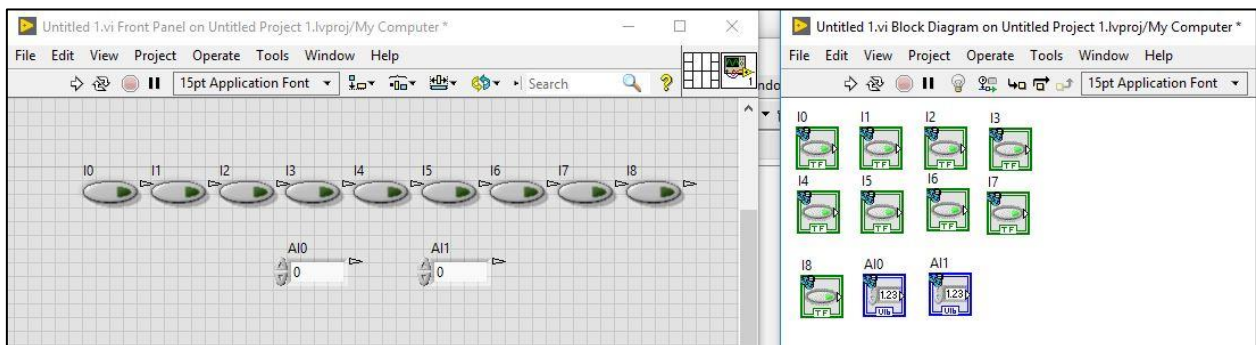 Untitled 1.vi Front Panel on Untitled Project 1.lvproj/My Computer *
File Edit View Project Operate Tools Window Help
15pt Application Font
Search
1
I0 I1 I2 I3 I4 I5 I6 I7 I8
AI0 AI1
0 0
ndo
Untitled 1.vi Block Diagram on Untitled Project 1.lvproj/My Computer *
File Edit View Project Operate Tools Window Help
15pt Application Font
I0 I1 I2 I3
TF TF TF TF
I4 I5 I6 I7
TF TF TF TF
I8 AI0 AI1
1.23 1.23
TF U16 U16